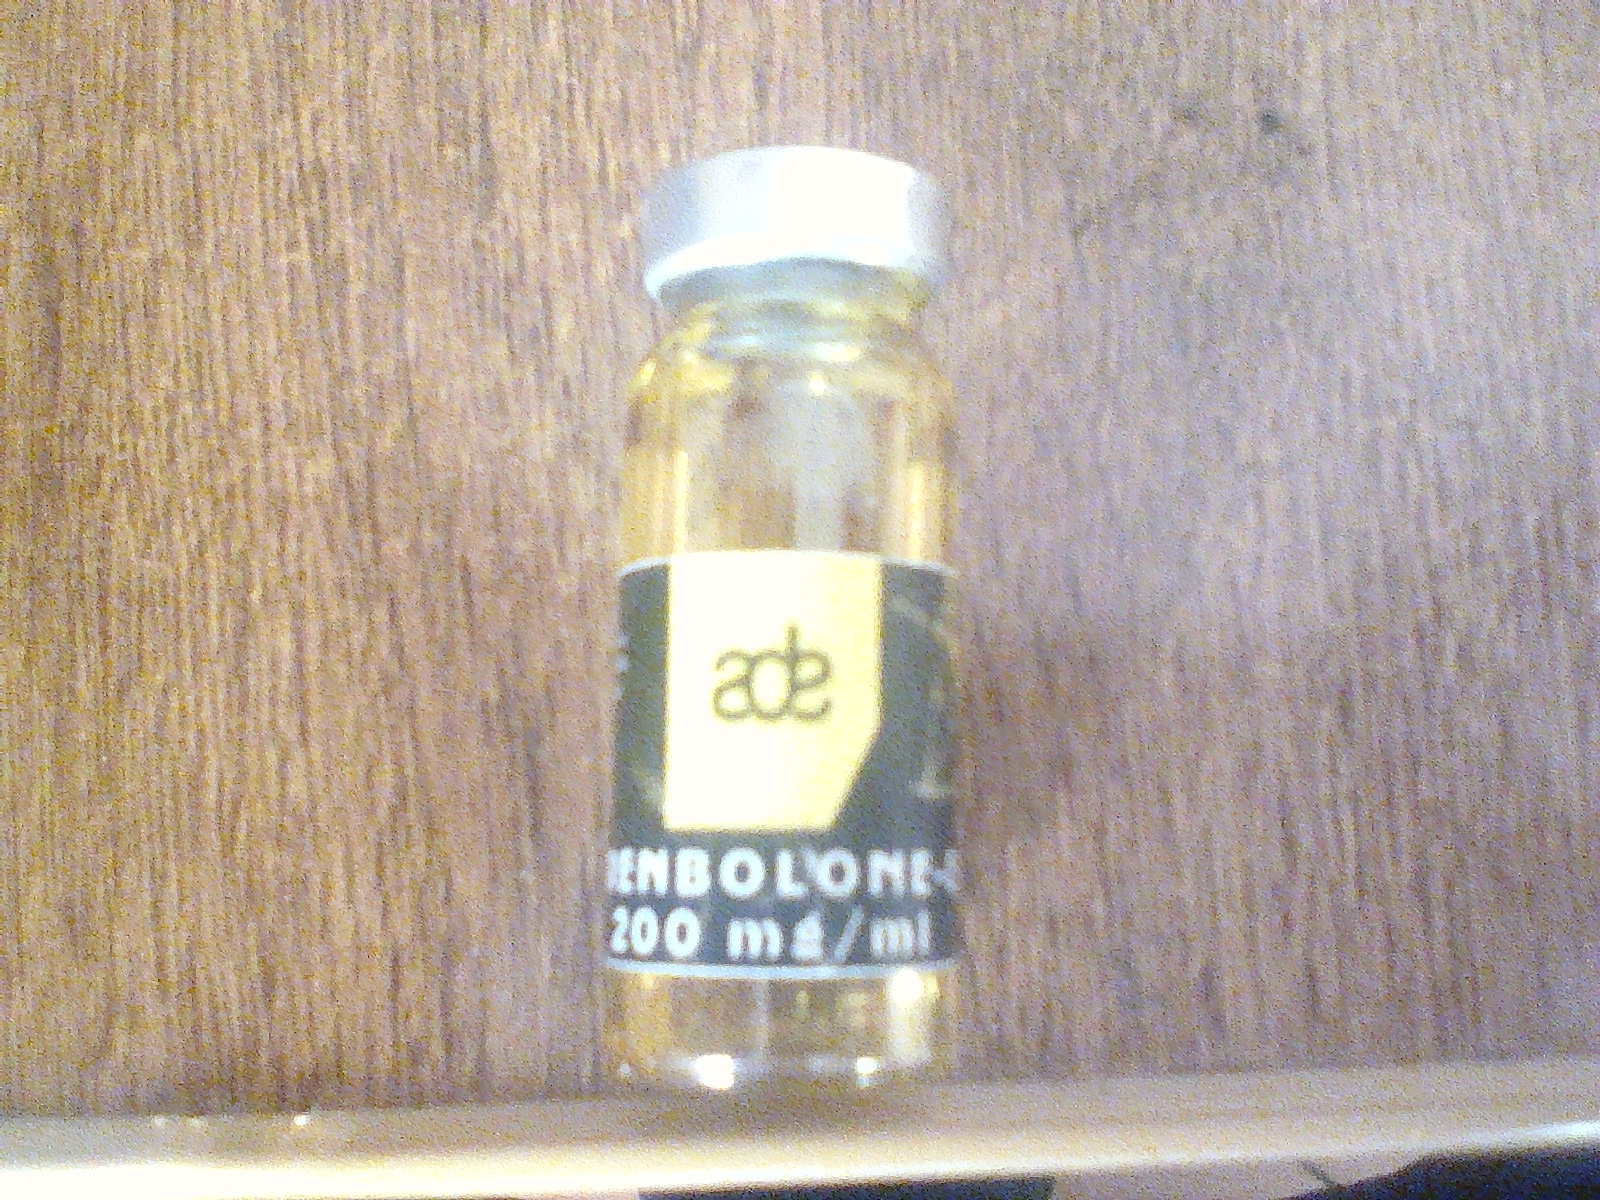 ade
RENBOLONE-
200 mg/ml